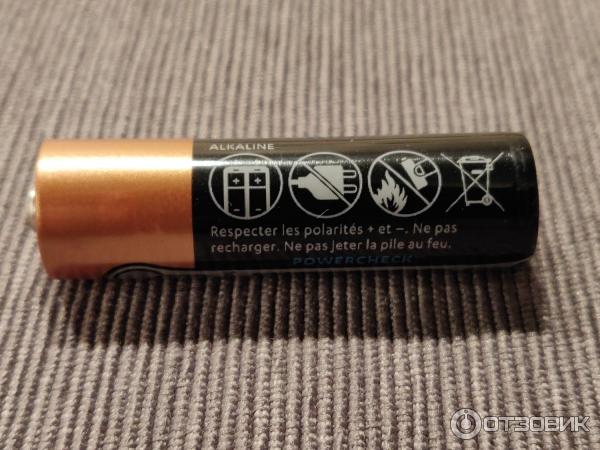 ALKALINE
Respecter les polarités + et –. Ne pas
recharger. Ne pas jeter la pile au feu.
POWERCHECK
ОТЗОВИК